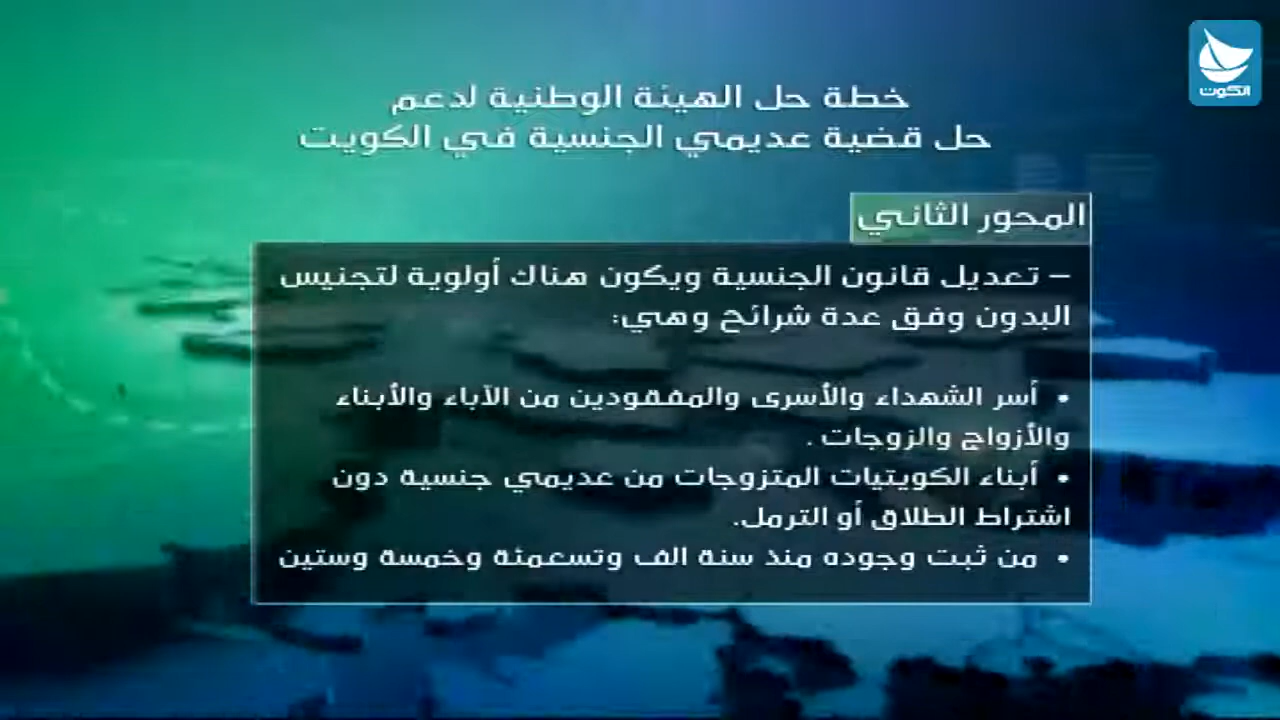 الكوت
خطة حل الهيئة الوطنية لدعم
حل قضية عديمي الجنسية في الكويت
المحور الثاني
– تعديل قانون الجنسية ويكون هناك أولوية لتجنيس
البدون وفق عدة شرائح وهي:
• أسر الشهداء والأسرى والمفقودين من الآباء والأبناء
والأزواج والزوجات .
• أبناء الكويتيات المتزوجات من عديمي جنسية دون
اشتراط الطلاق أو الترمل.
• من ثبت وجوده منذ سنة الف وتسعمئة وخمسة وستين